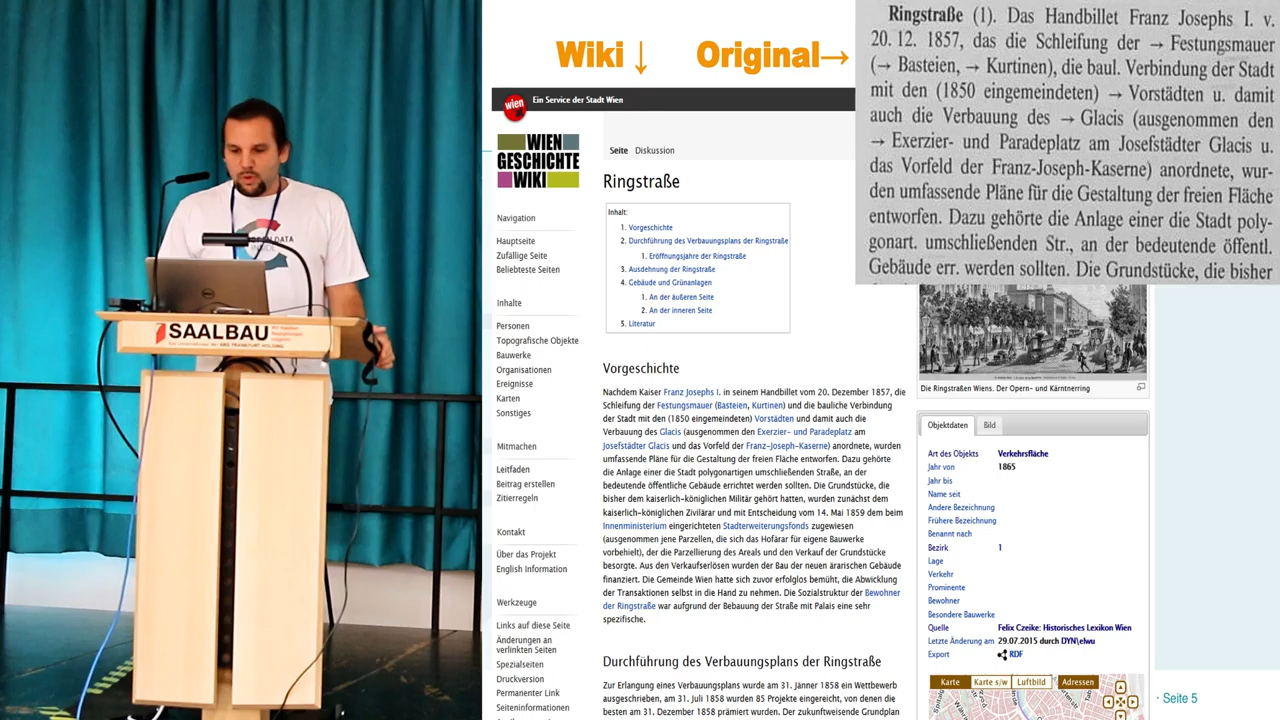 OPEN DATA
SAALBAU
Ein Unternehmen der ABG FRANKFURT HOLDING
Wiki ↓ Original→
Ringstraße (1). Das Handbillet Franz Josephs I. v.
20. 12. 1857, das die Schleifung der → Festungsmauer
(→ Basteien, → Kurtinen), die baul. Verbindung der Stadt
mit den (1850 eingemeindeten) → Vorstädten u. damit
auch die Verbauung des → Glacis (ausgenommen den
→ Exerzier- und Paradeplatz am Josefstädter Glacis u.
das Vorfeld der Franz-Joseph-Kaserne) anordnete, wur-
den umfassende Pläne für die Gestaltung der freien Fläche
entworfen. Dazu gehörte die Anlage einer die Stadt poly-
gonart. umschließenden Str., an der bedeutende öffentl.
Gebäude err. werden sollten. Die Grundstücke, die bisher
wien
Ein Service der Stadt Wien
WIEN
GESCHICHTE
WIKI
Navigation
Hauptseite
Zufällige Seite
Beliebteste Seiten
Inhalte
Personen
Topografische Objekte
Bauwerke
Organisationen
Ereignisse
Karten
Sonstiges
Mitmachen
Leitfaden
Beitrag erstellen
Zitierregeln
Kontakt
Über das Projekt
English Information
Werkzeuge
Links auf diese Seite
Änderungen an
verlinkten Seiten
Spezialseiten
Druckversion
Permanenter Link
Seiteninformationen
Seite Diskussion
Ringstraße
Inhalt:
1. Vorgeschichte
2. Durchführung des Verbauungsplans der Ringstraße
1. Eröffnungsjahre der Ringstraße
3. Ausdehnung der Ringstraße
4. Gebäude und Grünanlagen
1. An der äußeren Seite
2. An der inneren Seite
5. Literatur
Vorgeschichte
Nachdem Kaiser Franz Josephs I. in seinem Handbillet vom 20. Dezember 1857, die
Schleifung der Festungsmauer (Basteien, Kurtinen) und die bauliche Verbindung
der Stadt mit den (1850 eingemeindeten) Vorstädten und damit auch die
Verbauung des Glacis (ausgenommen den Exerzier- und Paradeplatz am
Josefstädter Glacis und das Vorfeld der Franz-Joseph-Kaserne) anordnete, wurden
umfassende Pläne für die Gestaltung der freien Fläche entworfen. Dazu gehörte
die Anlage einer die Stadt polygonartigen umschließenden Straße, an der
bedeutende öffentliche Gebäude errichtet werden sollten. Die Grundstücke, die
bisher dem kaiserlich-königlichen Militär gehört hatten, wurden zunächst dem
kaiserlich-königlichen Zivilärar und mit Entscheidung vom 14. Mai 1859 dem beim
Innenministerium eingerichteten Stadterweiterungsfonds zugewiesen
(ausgenommen jene Parzellen, die sich das Hofärar für eigene Bauwerke
vorbehielt), der die Parzellierung des Areals und den Verkauf der Grundstücke
besorgte. Aus den Verkaufserlösen wurden der Bau der neuen ärarischen Gebäude
finanziert. Die Gemeinde Wien hatte sich zuvor erfolglos bemüht, die Abwicklung
der Transaktionen selbst in die Hand zu nehmen. Die Sozialstruktur der Bewohner
der Ringstraße war aufgrund der Bebauung der Straße mit Palais eine sehr
spezifische.
Durchführung des Verbauungsplans der Ringstraße
Zur Erlangung eines Verbauungsplans wurde am 31. Jänner 1858 ein Wettbewerb
ausgeschrieben, am 31. Juli 1858 wurden 85 Projekte eingereicht, von denen die
besten am 31. Dezember 1858 prämiert wurden. Der zukunftweisende Grundplan
Die Ringstraßen Wiens. Der Opern- und Kärntnerring
Objektdaten Bild
Art des Objekts Verkehrsfläche
Jahr von 1865
Jahr bis
Name seit
Andere Bezeichnung
Frühere Bezeichnung
Benannt nach
Bezirk 1
Lage
Verkehr
Prominente
Bewohner
Besondere Bauwerke
Quelle Felix Czeike: Historisches Lexikon Wien
Letzte Änderung am 29.07.2015 durch DYN\elwu
Export RDF
Karte Karte s/w Luftbild Adressen
· Seite 5